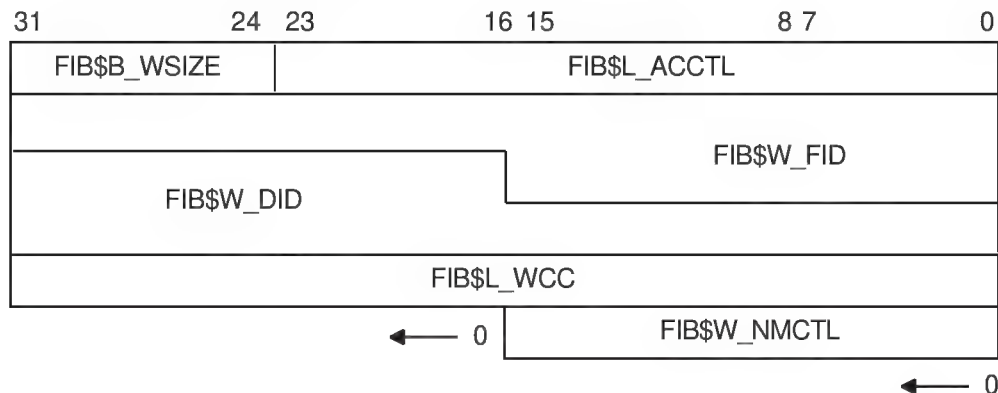 31 24 23 16 15 8 7 0
FIB$B_WSIZE FIB$L_ACCTL
FIB$W_FID
FIB$W_DID
FIB$L_WCC
0 FIB$W_NMCTL
0